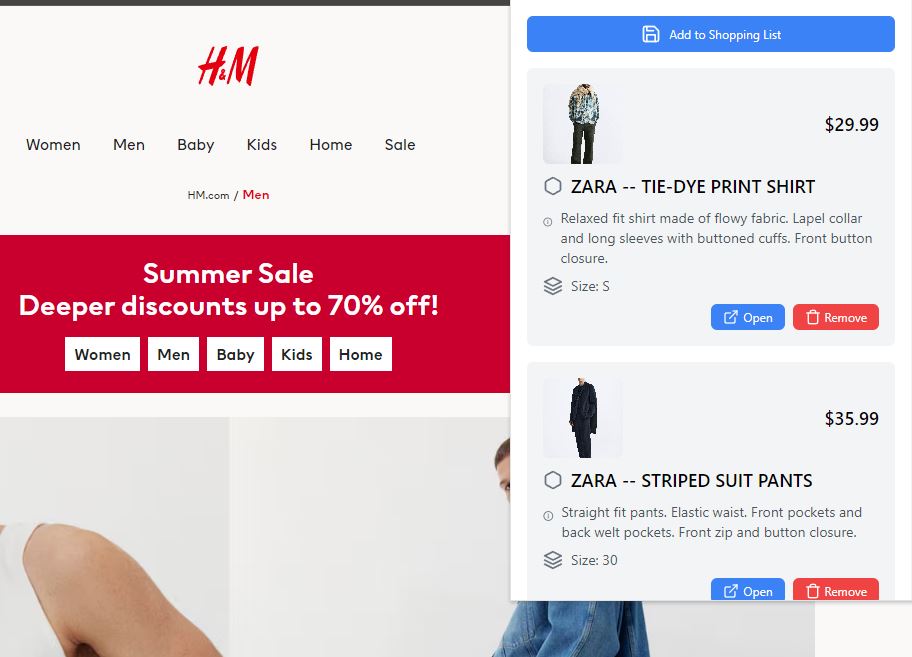 H&M
Women Men Baby Kids Home Sale
HM.com / Men
Summer Sale
Deeper discounts up to 70% off!
Women Men Baby Kids Home
Add to Shopping List
$29.99
ZARA -- TIE-DYE PRINT SHIRT
Relaxed fit shirt made of flowy fabric. Lapel collar
and long sleeves with buttoned cuffs. Front button
closure.
Size: S
Open Remove
$35.99
ZARA -- STRIPED SUIT PANTS
Straight fit pants. Elastic waist. Front pockets and
back welt pockets. Front zip and button closure.
Size: 30
Open Remove